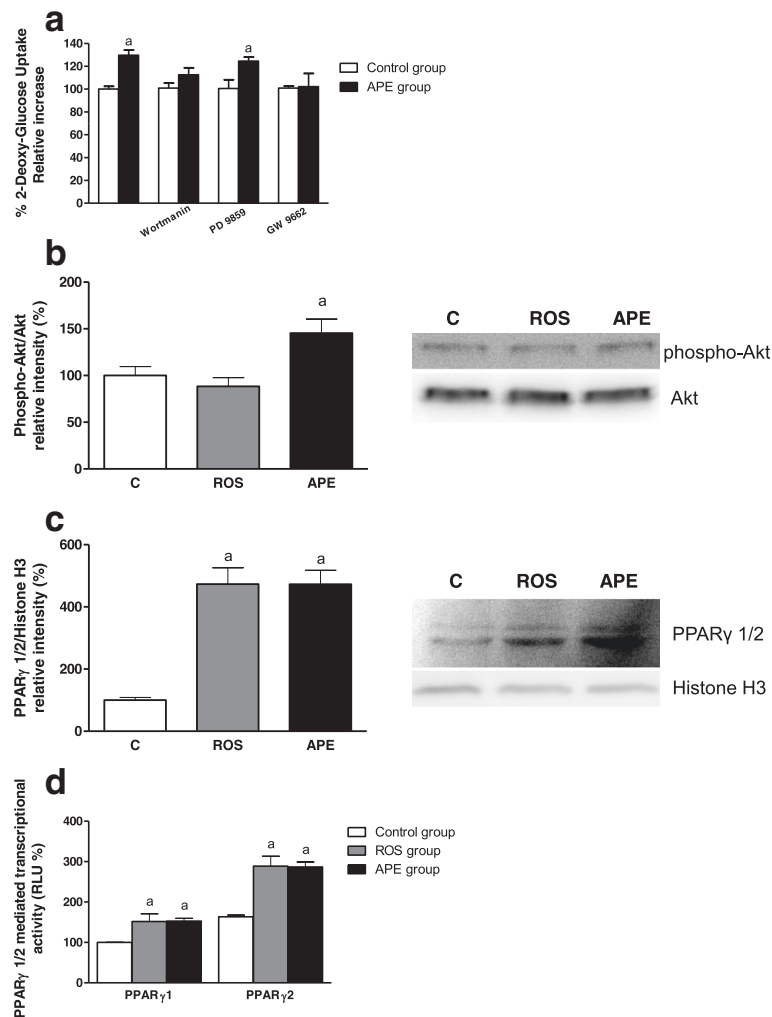 a
% 2-Deoxy-Glucose Uptake
Relative increase
140
120
100
80
60
40
20
0
a
a
Wortmanin
PD 9859
GW 9662
Control group
APE group
b
Phospho-Akt/Akt
relative intensity (%)
200
150
100
50
0
a
C
ROS
APE
C ROS APE
phospho-Akt
Akt
c
PPARγ 1/2/Histone H3
relative intensity (%)
600
400
200
0
a
a
C
ROS
APE
C ROS APE
PPARγ 1/2
Histone H3
d
PPARγ 1/2 mediated transcriptional
activity (RLU %)
400
300
200
100
0
a
a
a
a
PPARγ1
PPARγ2
Control group
ROS group
APE group